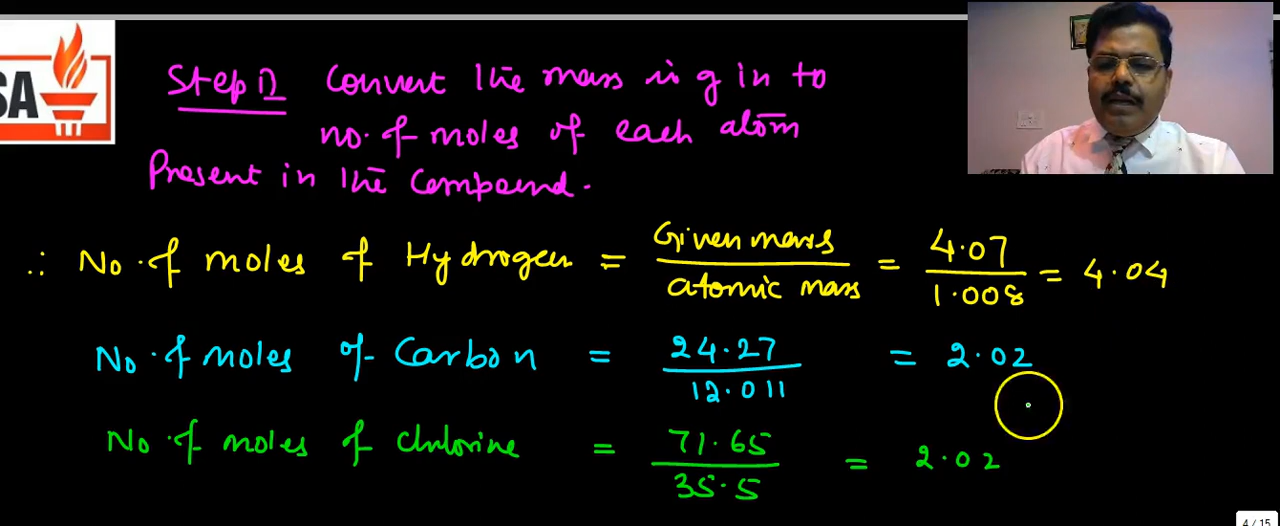 SA
Step II Convert the mass in g in to
no. of moles of each atom
Present in the Compound.
∴ No. of moles of Hydrogen = Given mass / atomic mass = 4.07 / 1.008 = 4.04
No. of moles of Carbon = 24.27 / 12.011 = 2.02
No. of moles of chlorine = 71.65 / 35.5 = 2.02
4 / 15